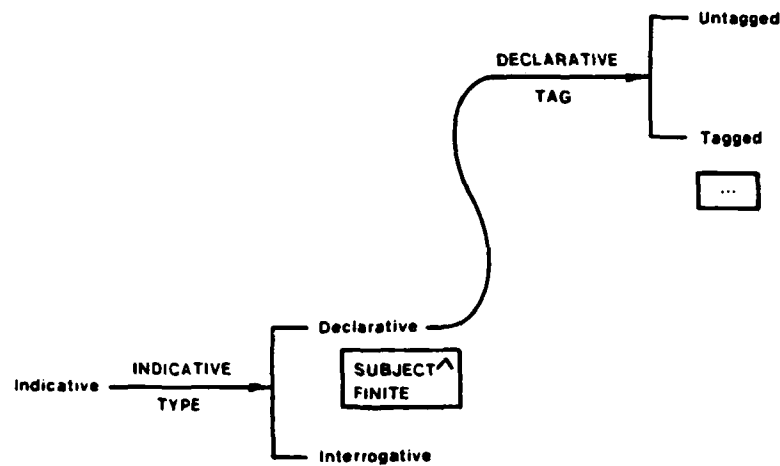 Untagged
DECLARATIVE
TAG
Tagged
...
Declarative
SUBJECT^
FINITE
Indicative
INDICATIVE
TYPE
Interrogative